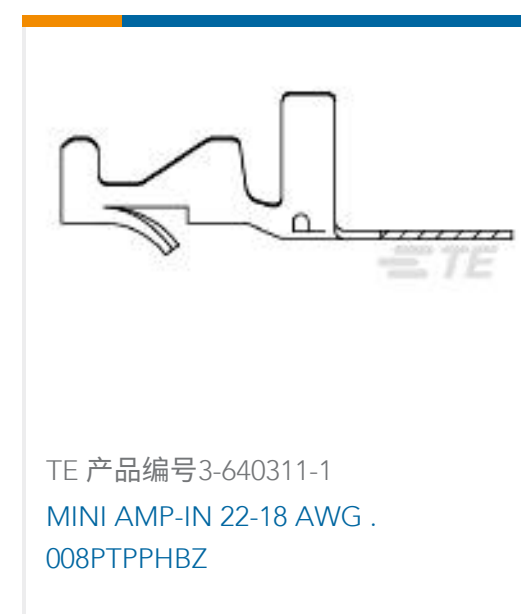 TE
TE 产品编号3-640311-1
MINI AMP-IN 22-18 AWG .
008PTPPHBZ